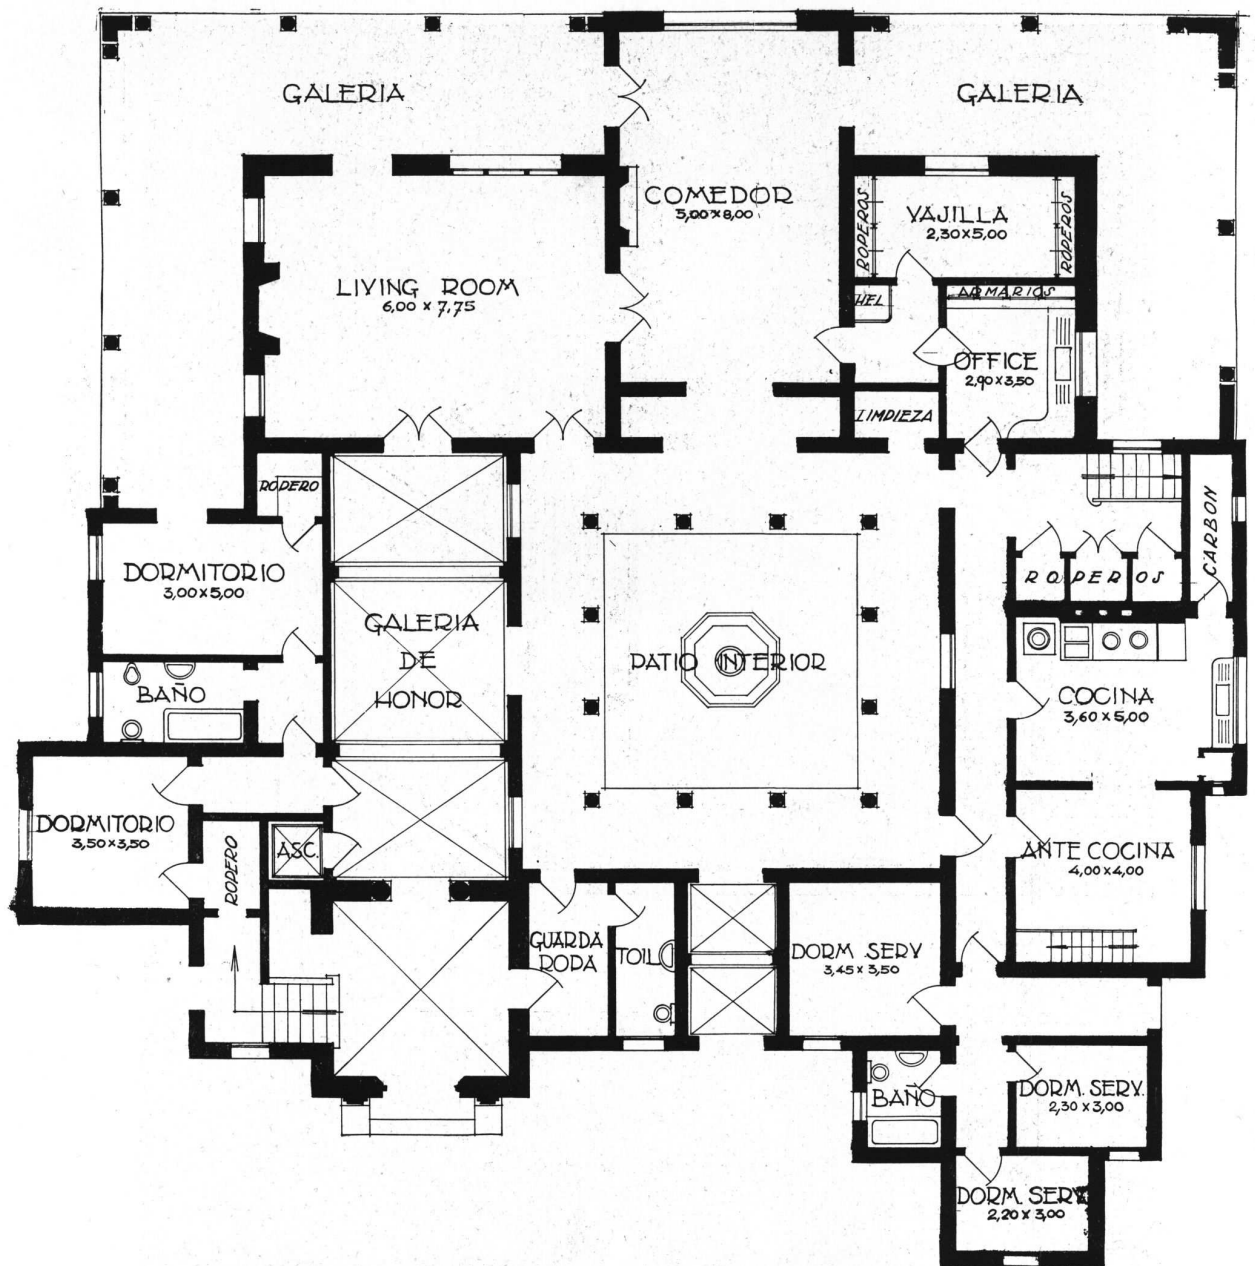 GALERIA
GALERIA
COMEDOR
5,00 x 8,00
ROPEROS
VAJILLA
2,30 x 5,00
ROPEROS
LIVING ROOM
6,00 x 7,75
HEL
ARMARIOS
OFFICE
2,90 x 3,50
LIMPIEZA
ROPERO
CARBON
DORMITORIO
3,00 x 5,00
ROPEROS
GALERIA
DE
HONOR
PATIO INTERIOR
BAÑO
COCINA
3,60 x 5,00
DORMITORIO
3,50 x 3,50
ASC.
ROPERO
ANTE COCINA
4,00 x 4,00
GUARDA
ROPA
TOIL
DORM SERV
3,45 x 3,50
BAÑO
DORM. SERV.
2,30 x 3,00
DORM. SERV.
2,20 x 3,00